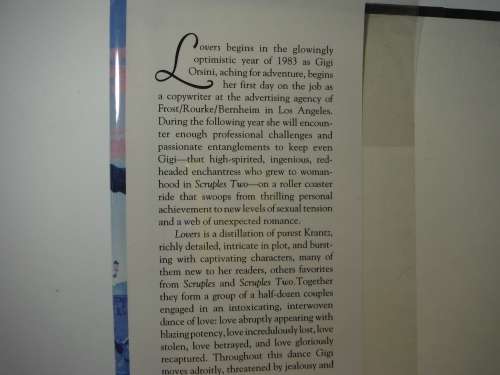 Lovers begins in the glowingly
optimistic year of 1983 as Gigi
Orsini, aching for adventure, begins
her first day on the job as
a copywriter at the advertising agency of
Frost/Rourke/Bernheim in Los Angeles.
During the following year she will encoun-
ter enough professional challenges and
passionate entanglements to keep even
Gigi—that high-spirited, ingenious, red-
headed enchantress who grew to woman-
hood in Scruples Two—on a roller coaster
ride that swoops from thrilling personal
achievement to new levels of sexual tension
and a web of unexpected romance.
Lovers is a distillation of purest Krantz,
richly detailed, intricate in plot, and burst-
ing with captivating characters, many of
them new to her readers, others favorites
from Scruples and Scruples Two. Together
they form a group of a half-dozen couples
engaged in an intoxicating, interwoven
dance of love: love abruptly appearing with
blazing potency, love incredulously lost, love
stolen, love betrayed, and love gloriously
recaptured. Throughout this dance Gigi
moves adroitly, threatened by jealousy and